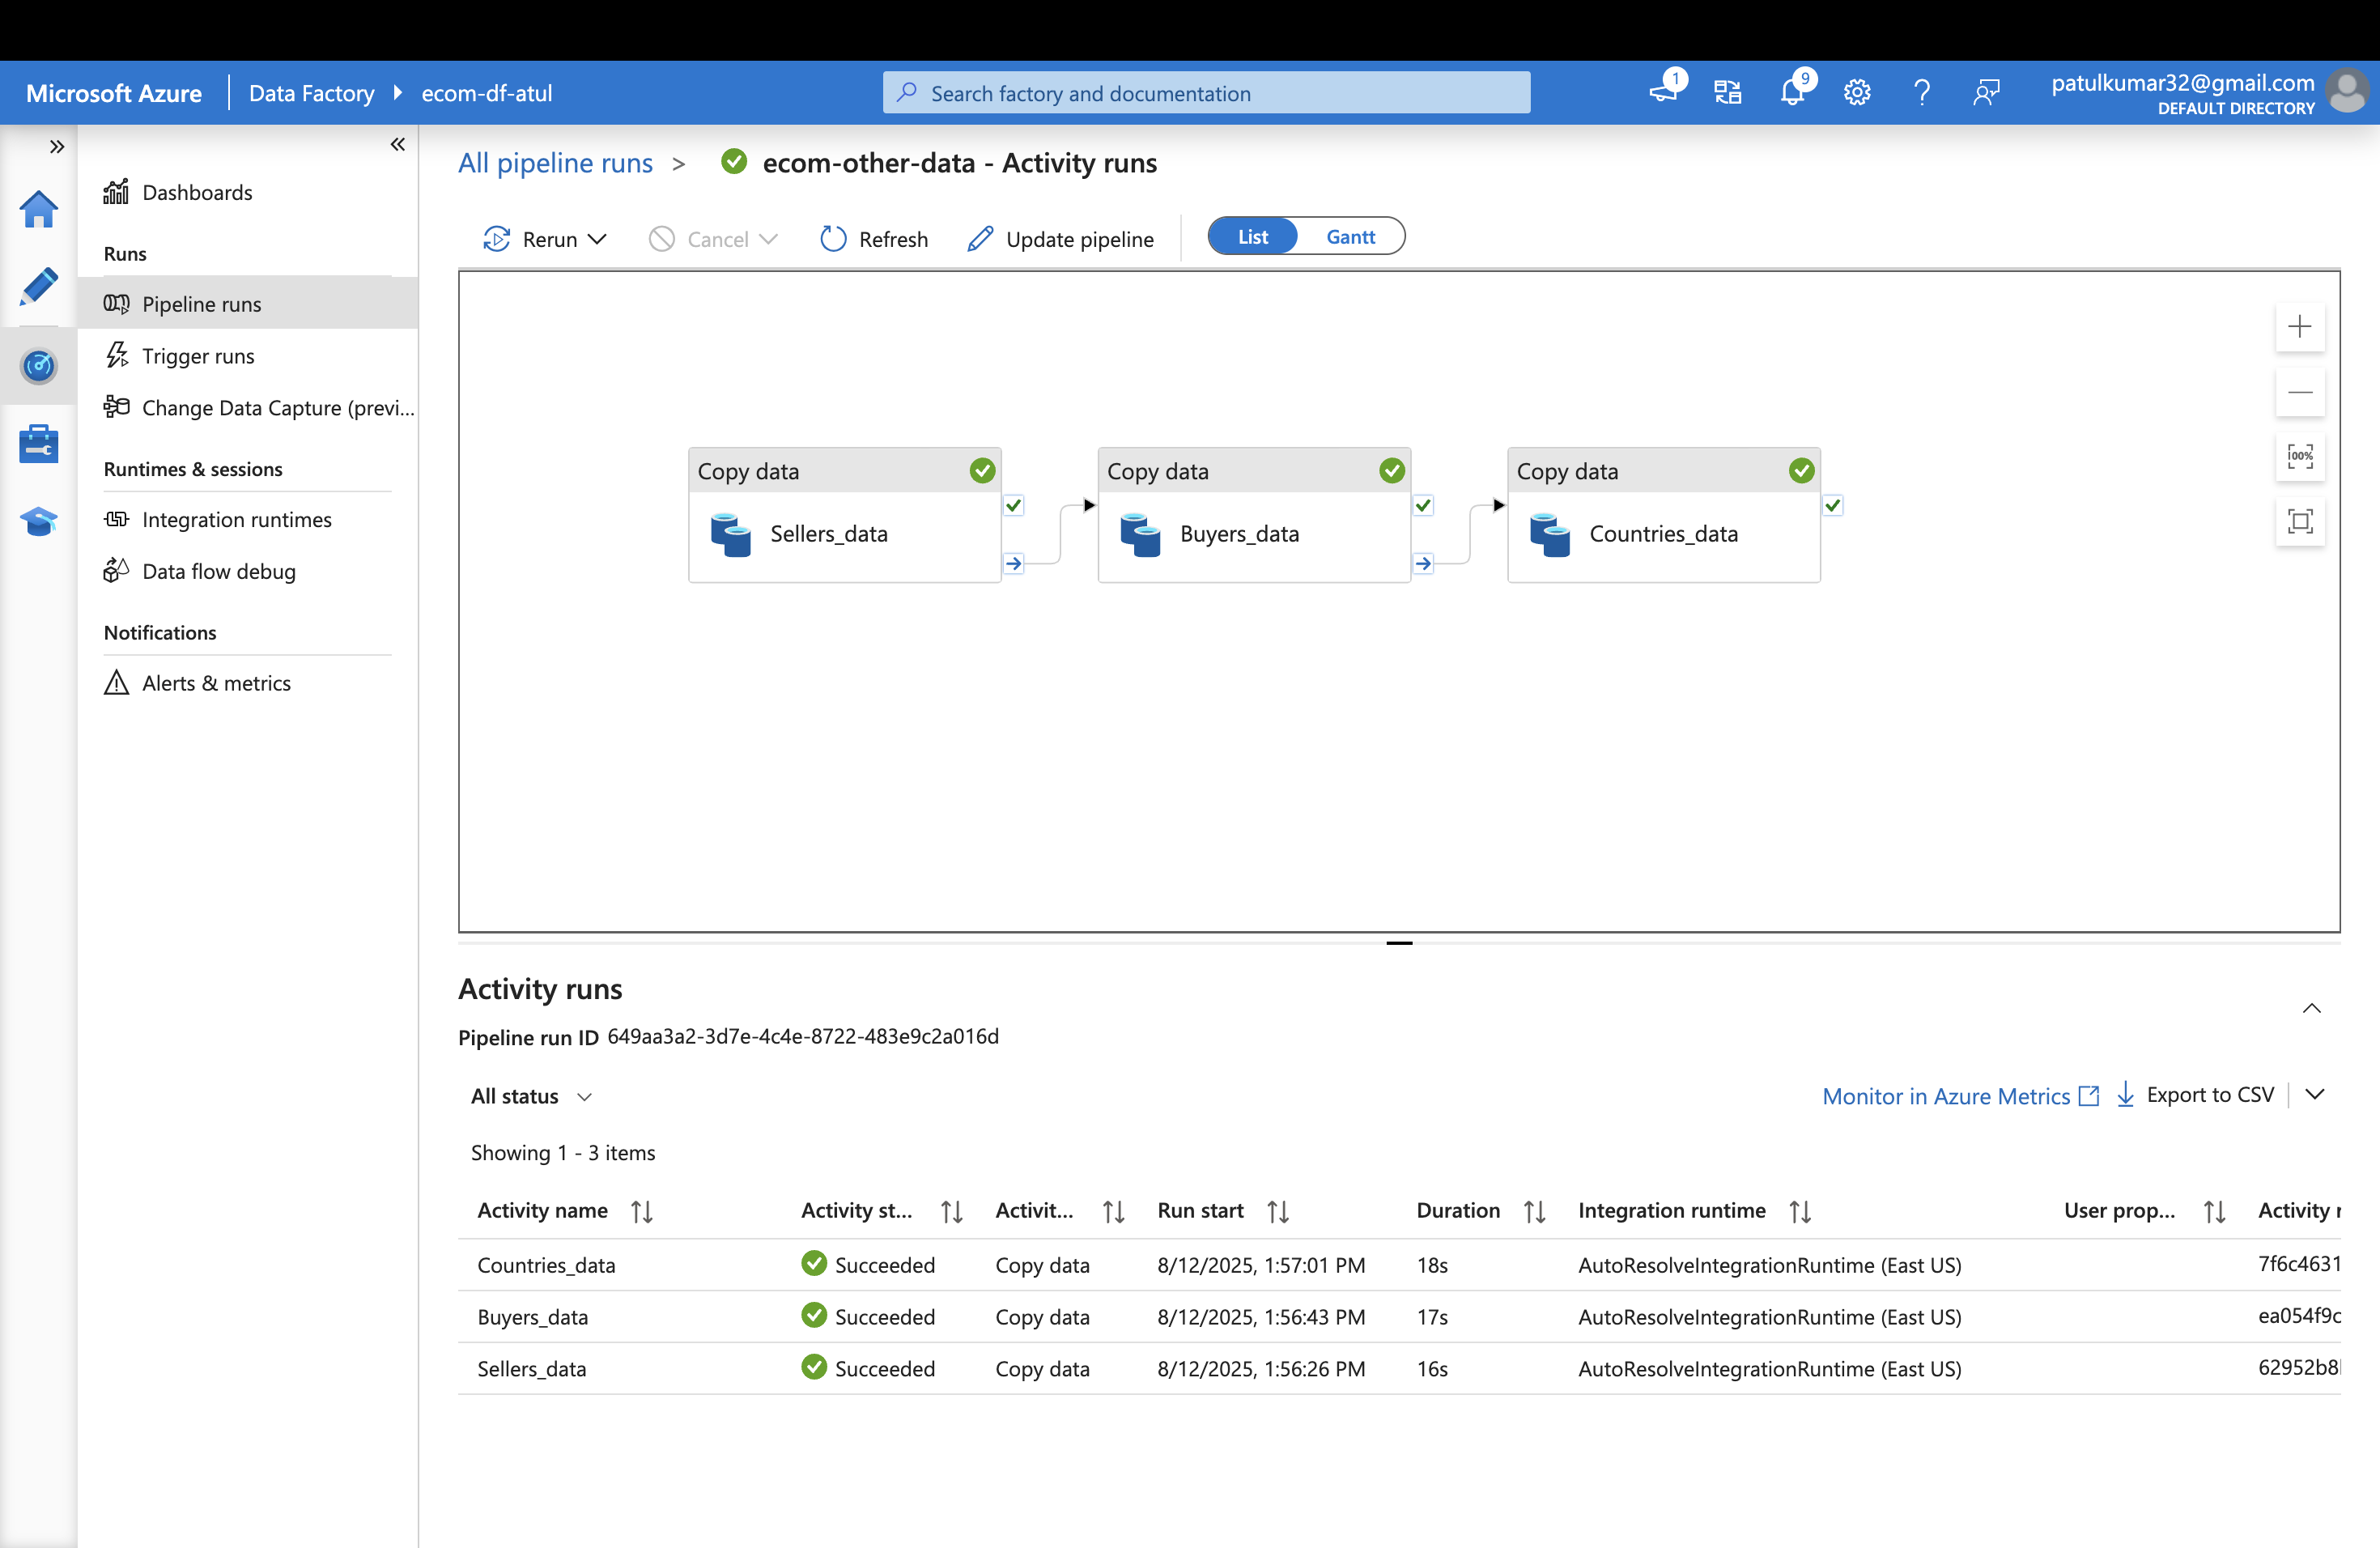 Microsoft Azure
Data Factory
ecom-df-atul
Search factory and documentation
1
9
patulkumar32@gmail.com
DEFAULT DIRECTORY
Dashboards
Runs
Pipeline runs
Trigger runs
Change Data Capture (previ...
Runtimes & sessions
Integration runtimes
Data flow debug
Notifications
Alerts & metrics
All pipeline runs > ecom-other-data - Activity runs
Rerun
Cancel
Refresh
Update pipeline
List
Gantt
100%
Copy data
Sellers_data
Copy data
Buyers_data
Copy data
Countries_data
Activity runs
Pipeline run ID 649aa3a2-3d7e-4c4e-8722-483e9c2a016d
All status
Monitor in Azure Metrics
Export to CSV
Showing 1 - 3 items
Activity name Activity st... Activit... Run start Duration Integration runtime User prop... Activity r
Countries_data Succeeded Copy data 8/12/2025, 1:57:01 PM 18s AutoResolveIntegrationRuntime (East US) 7f6c4631
Buyers_data Succeeded Copy data 8/12/2025, 1:56:43 PM 17s AutoResolveIntegrationRuntime (East US) ea054f9c
Sellers_data Succeeded Copy data 8/12/2025, 1:56:26 PM 16s AutoResolveIntegrationRuntime (East US) 62952b8